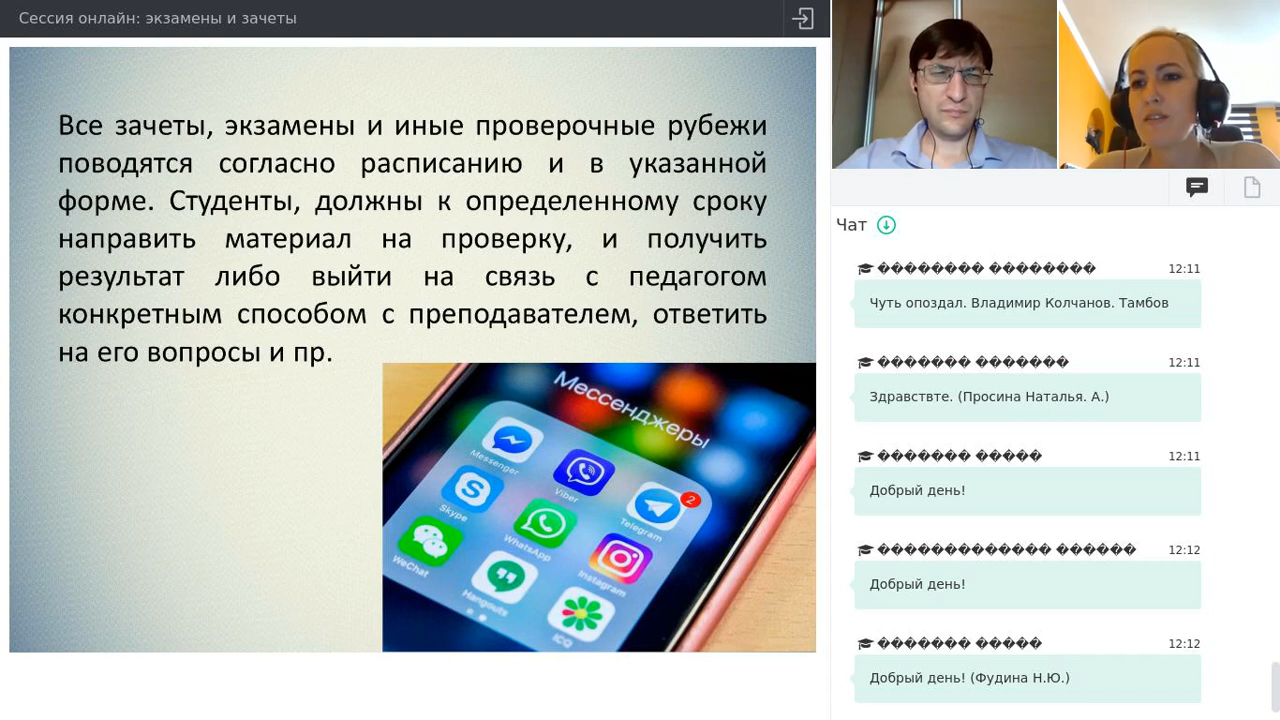 Сессия онлайн: экзамены и зачеты
Все зачеты, экзамены и иные проверочные рубежи
поводятся согласно расписанию и в указанной
форме. Студенты, должны к определенному сроку
направить материал на проверку, и получить
результат либо выйти на связь с педагогом
конкретным способом с преподавателем, ответить
на его вопросы и пр.
Мессенджеры
Messenger
Viber
Telegram
2
Skype
WhatsApp
Instagram
WeChat
Hangouts
ICQ
Чат
�������� �������� 12:11
Чуть опоздал. Владимир Колчанов. Тамбов
������� ������� 12:11
Здравствте. (Просина Наталья. А.)
������� ����� 12:11
Добрый день!
������������� ������ 12:12
Добрый день!
������� ����� 12:12
Добрый день! (Фудина Н.Ю.)